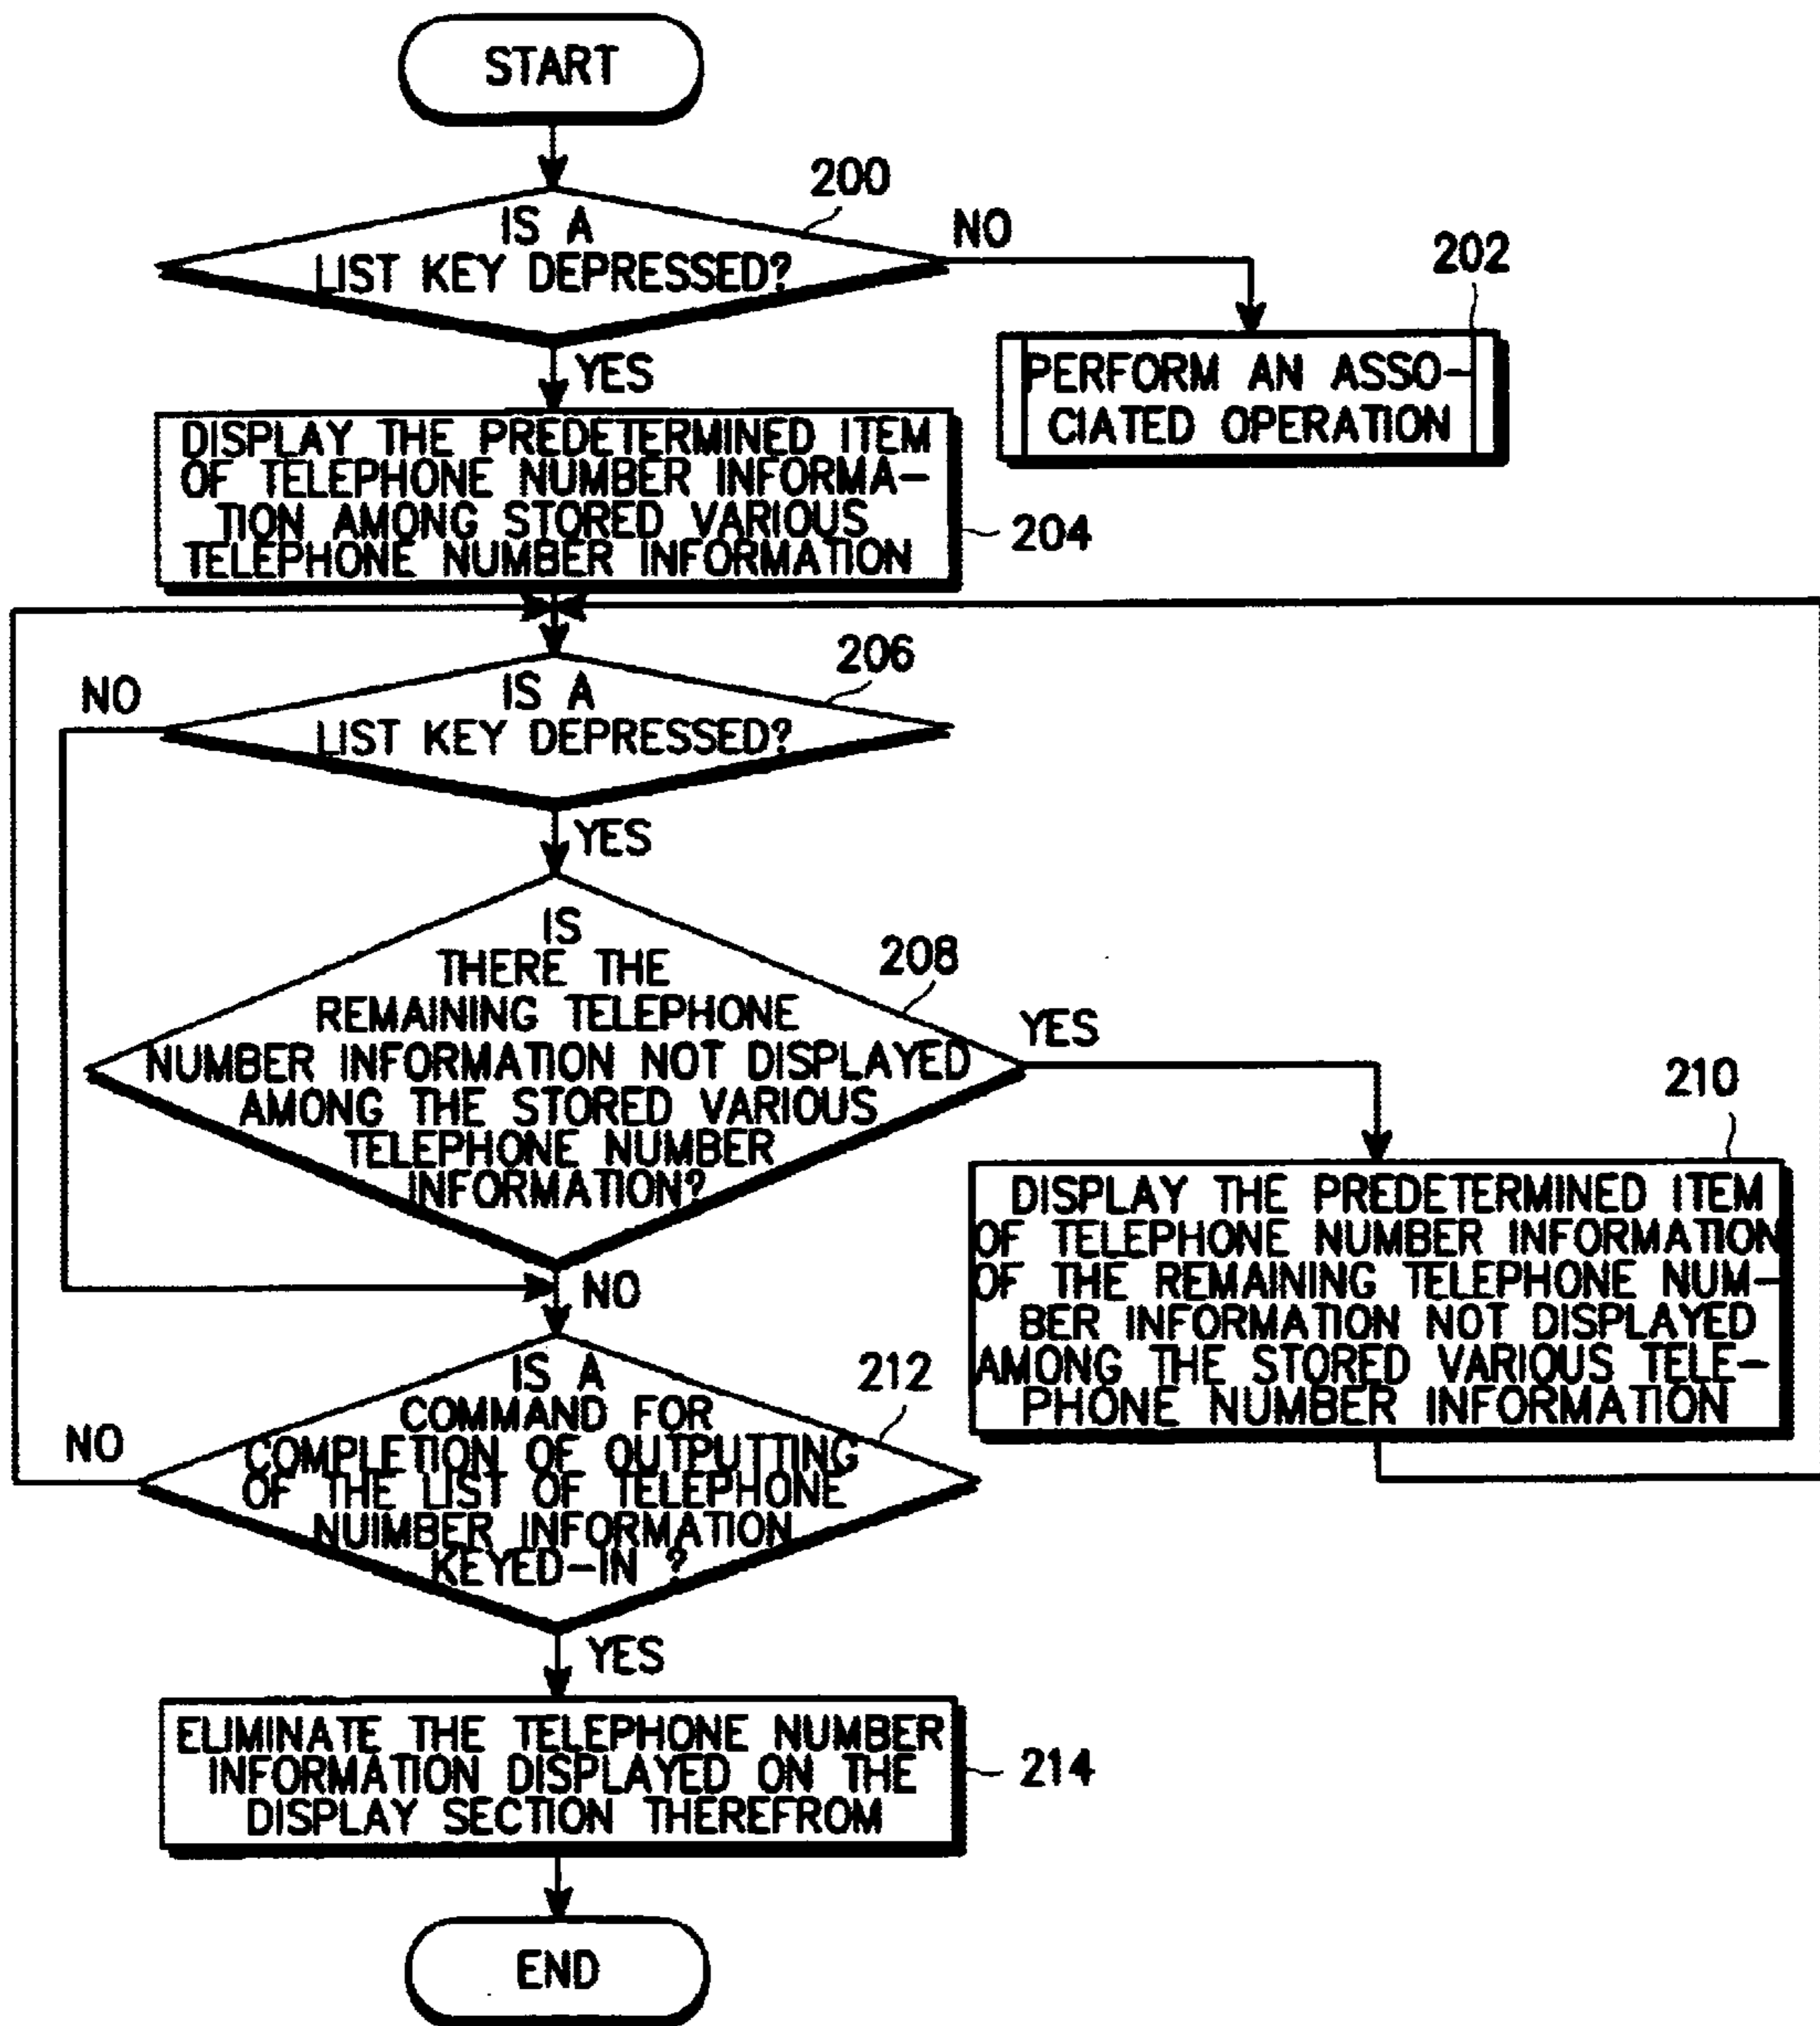 START
200
IS A
LIST KEY DEPRESSED?
NO
202
PERFORM AN ASSO-
CIATED OPERATION
YES
DISPLAY THE PREDETERMINED ITEM
OF TELEPHONE NUMBER INFORMA-
TION AMONG STORED VARIOUS
TELEPHONE NUMBER INFORMATION
204
206
IS A
LIST KEY DEPRESSED?
NO
YES
208
IS
THERE THE
REMAINING TELEPHONE
NUMBER INFORMATION NOT DISPLAYED
AMONG THE STORED VARIOUS
TELEPHONE NUMBER
INFORMATION?
YES
210
DISPLAY THE PREDETERMINED ITEM
OF TELEPHONE NUMBER INFORMATION
OF THE REMAINING TELEPHONE NUM-
BER INFORMATION NOT DISPLAYED
AMONG THE STORED VARIOUS TELE-
PHONE NUMBER INFORMATION
NO
212
IS A
COMMAND FOR
COMPLETION OF OUTPUTTING
OF THE LIST OF TELEPHONE
NUIMBER INFORMATION
KEYED-IN ?
NO
YES
ELIMINATE THE TELEPHONE NUMBER
INFORMATION DISPLAYED ON THE
DISPLAY SECTION THEREFROM
214
END